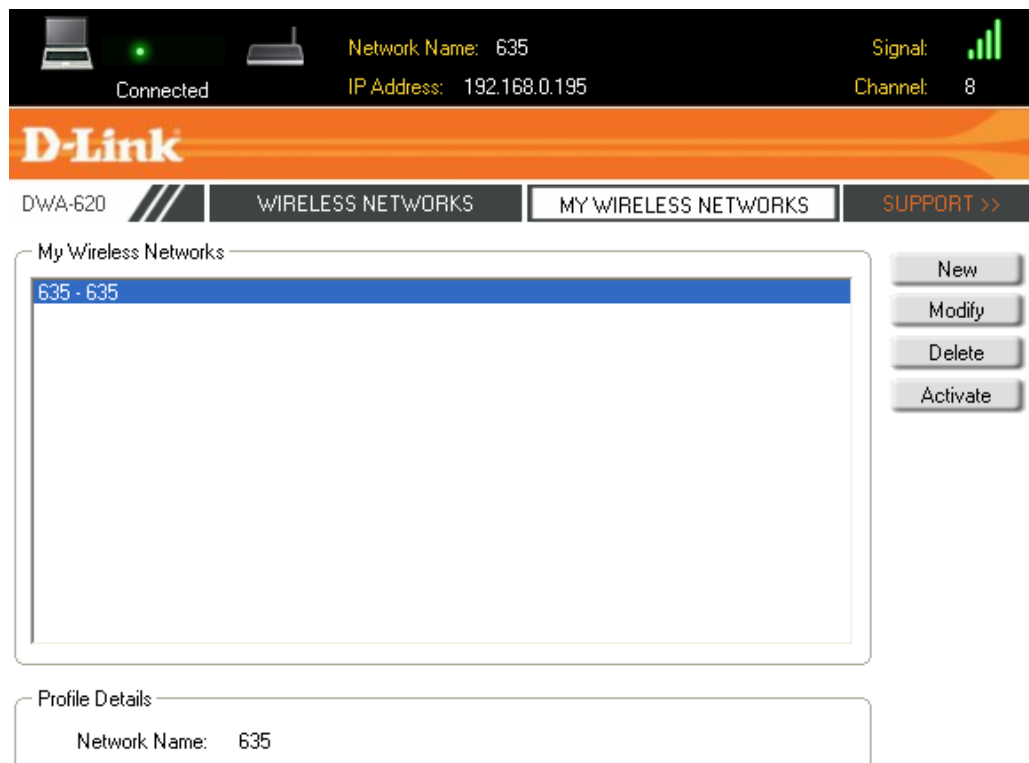 Network Name: 635
Signal:
Connected
IP Address: 192.168.0.195
Channel: 8
D-Link
DWA-620
WIRELESS NETWORKS
MY WIRELESS NETWORKS
SUPPORT >>
My Wireless Networks
635 - 635
New
Modify
Delete
Activate
Profile Details
Network Name: 635